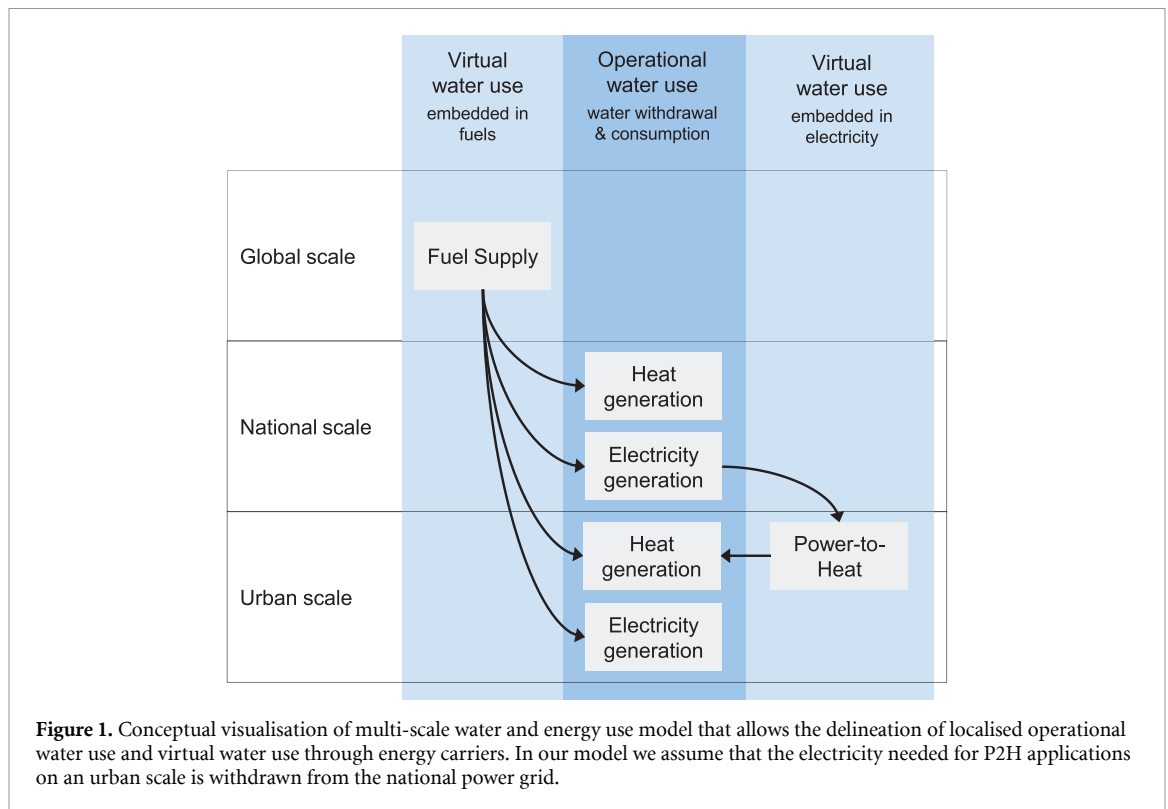 Virtual
water use
embedded in
fuels
Operational
water use
water withdrawal
& consumption
Virtual
water use
embedded in
electricity
Global scale
Fuel Supply
National scale
Heat
generation
Electricity
generation
Urban scale
Heat
generation
Power-to-
Heat
Electricity
generation
Figure 1. Conceptual visualisation of multi-scale water and energy use model that allows the delineation of localised operational
water use and virtual water use through energy carriers. In our model we assume that the electricity needed for P2H applications
on an urban scale is withdrawn from the national power grid.